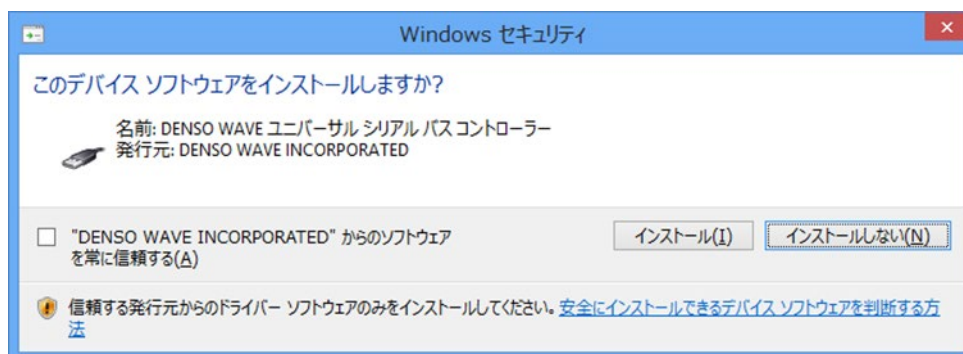 Windows セキュリティ
このデバイス ソフトウェアをインストールしますか?
名前: DENSO WAVE ユニバーサル シリアル バス コントローラー
発行元: DENSO WAVE INCORPORATED
"DENSO WAVE INCORPORATED" からのソフトウェア
を常に信頼する(A)
インストール(I)
インストールしない(N)
信頼する発行元からのドライバー ソフトウェアのみをインストールしてください。安全にインストールできるデバイス ソフトウェアを判断する方
法